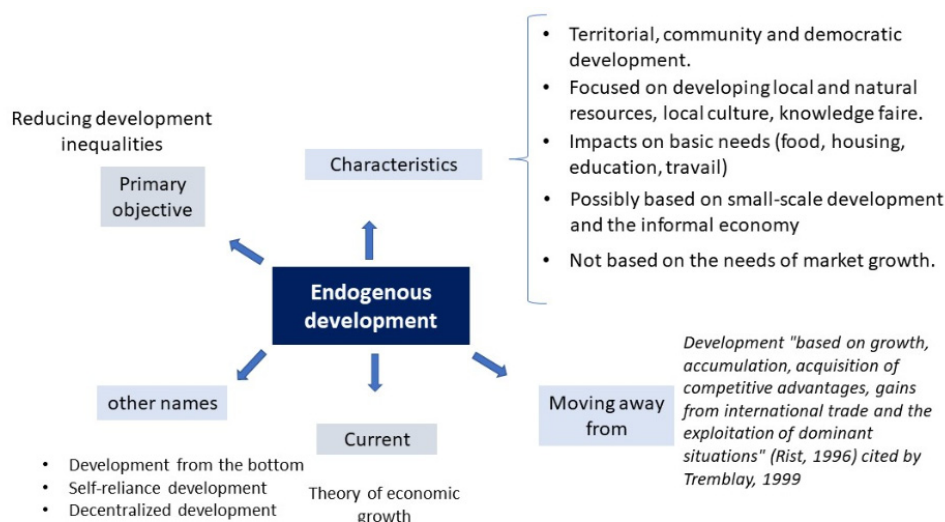 Reducing development
inequalities
Primary
objective
Characteristics
• Territorial, community and democratic
development.
• Focused on developing local and natural
resources, local culture, knowledge faire.
• Impacts on basic needs (food, housing,
education, travail)
• Possibly based on small-scale development
and the informal economy
• Not based on the needs of market growth.
Endogenous
development
other names
• Development from the bottom
• Self-reliance development
• Decentralized development
Current
Theory of economic
growth
Moving away
from
Development "based on growth,
accumulation, acquisition of
competitive advantages, gains
from international trade and the
exploitation of dominant
situations" (Rist, 1996) cited by
Tremblay, 1999